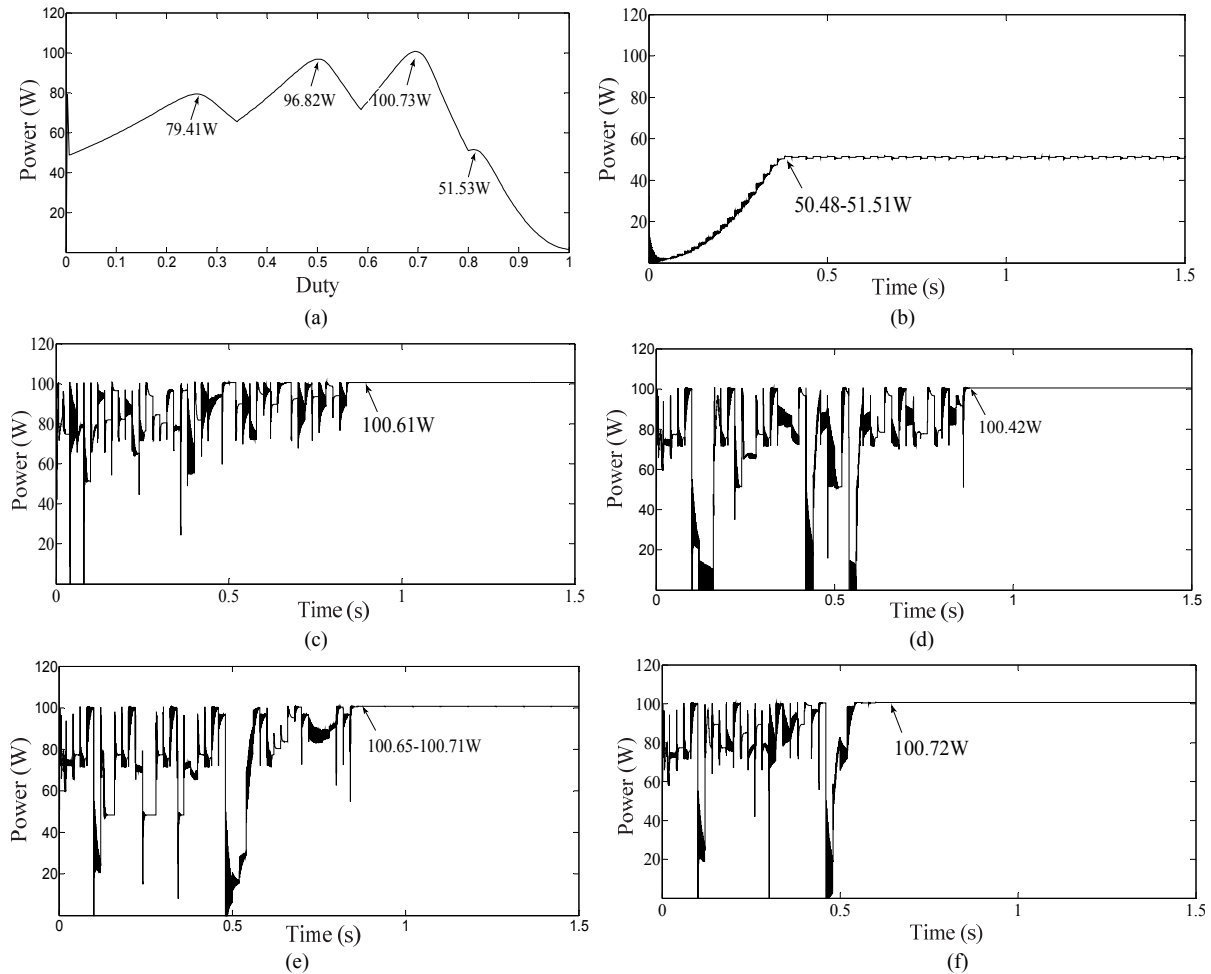 120
100
80
60
40
20
Power (W)
79.41W
96.82W
100.73W
51.53W
0
0.1
0.2
0.3
0.4
0.5
0.6
0.7
0.8
0.9
1
Duty
(a)
120
100
80
60
40
20
Power (W)
50.48-51.51W
0
0.5
1
1.5
Time (s)
(b)
120
100
80
60
40
20
Power (W)
100.61W
0
0.5
1
1.5
Time (s)
(c)
120
100
80
60
40
20
Power (W)
100.42W
0
0.5
1
1.5
Time (s)
(d)
120
100
80
60
40
20
Power (W)
100.65-100.71W
0
0.5
1
1.5
Time (s)
(e)
120
100
80
60
40
20
Power (W)
100.72W
0
0.5
1
1.5
Time (s)
(f)